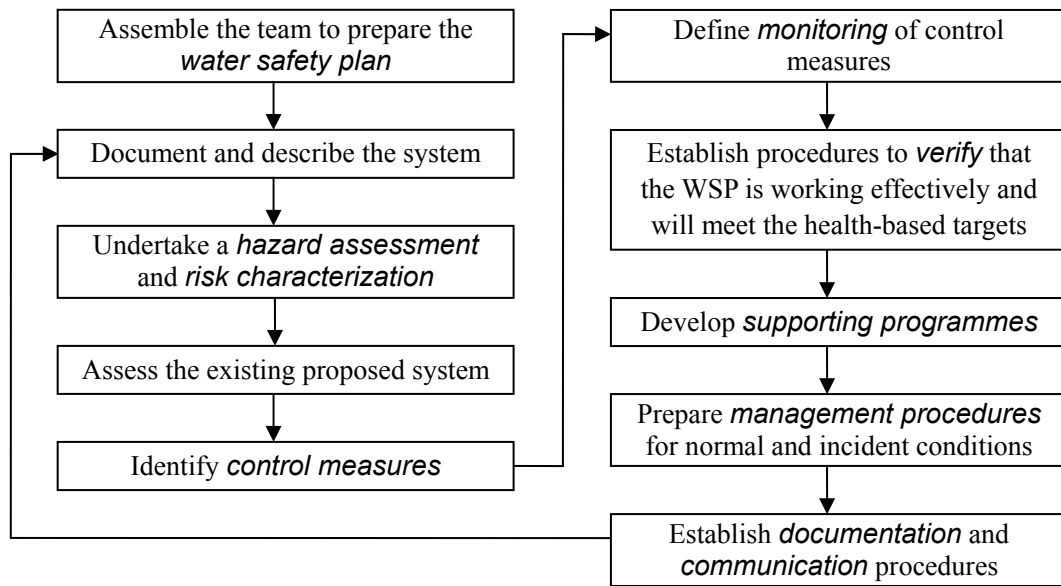 Assemble the team to prepare the
water safety plan
Document and describe the system
Undertake a hazard assessment
and risk characterization
Assess the existing proposed system
Identify control measures
Define monitoring of control
measures
Establish procedures to verify that
the WSP is working effectively and
will meet the health-based targets
Develop supporting programmes
Prepare management procedures
for normal and incident conditions
Establish documentation and
communication procedures